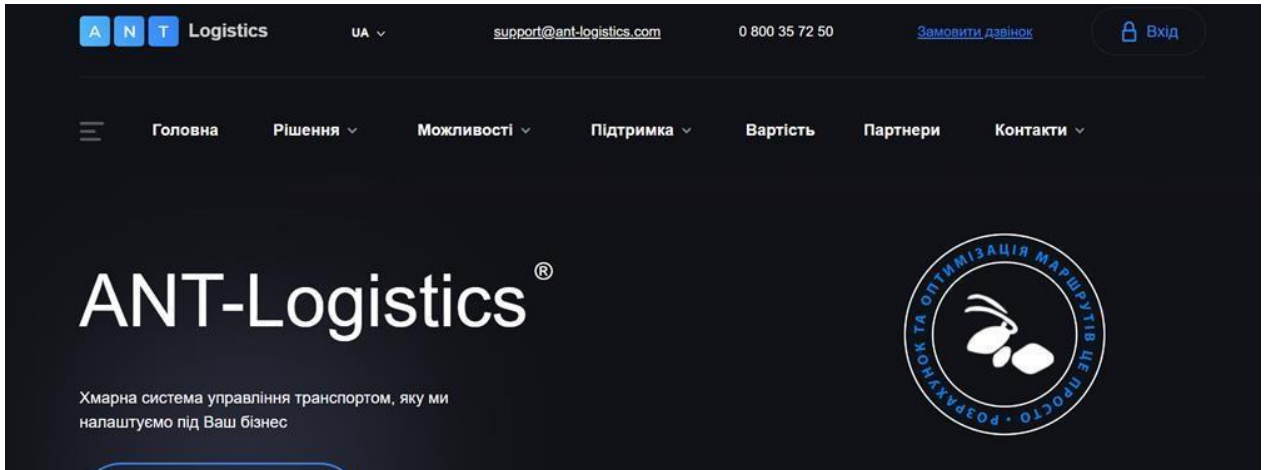 ANT Logistics UA support@ant-logistics.com 0 800 35 72 50 Замовити дзвінок Вхід
Головна Рішення Можливості Підтримка Вартість Партнери Контакти
ANT-Logistics®
РОЗРАХУНОК ТА ОПТИМІЗАЦІЯ МАРШРУТІВ ЦЕ ПРОСТО •
Хмарна система управління транспортом, яку ми
налаштуємо під Ваш бізнес